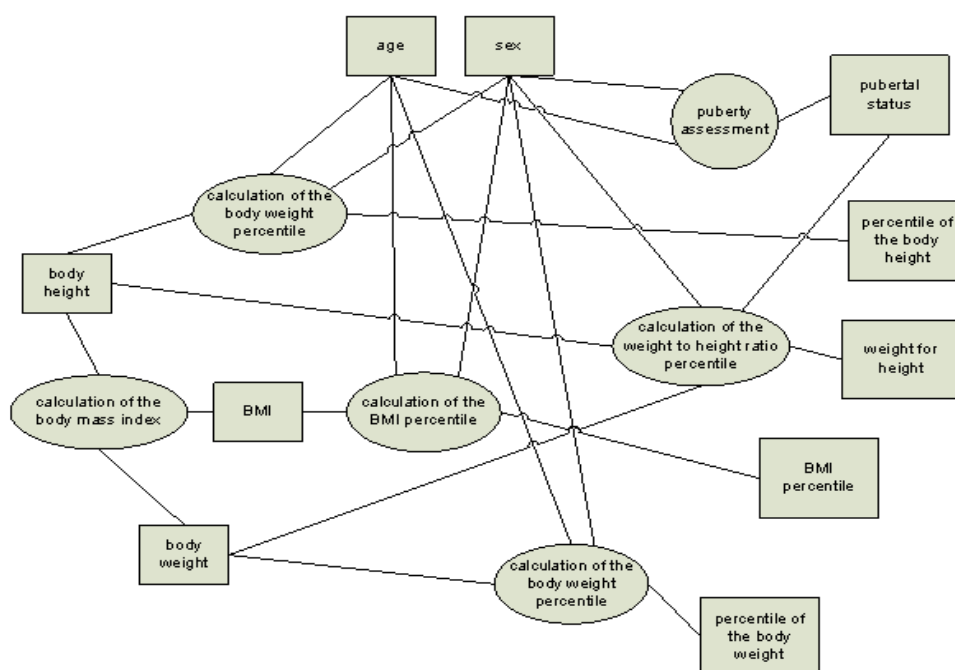 age
sex
puberty
assessment
pubertal
status
calculation of the
body weight
percentile
percentile of
the body
height
body
height
calculation of the
weight to height ratio
percentile
weight for
height
calculation of the
body mass index
BMI
calculation of the
BMI percentile
BMI
percentile
body
weight
calculation of the
body weight
percentile
percentile of
the body
weight